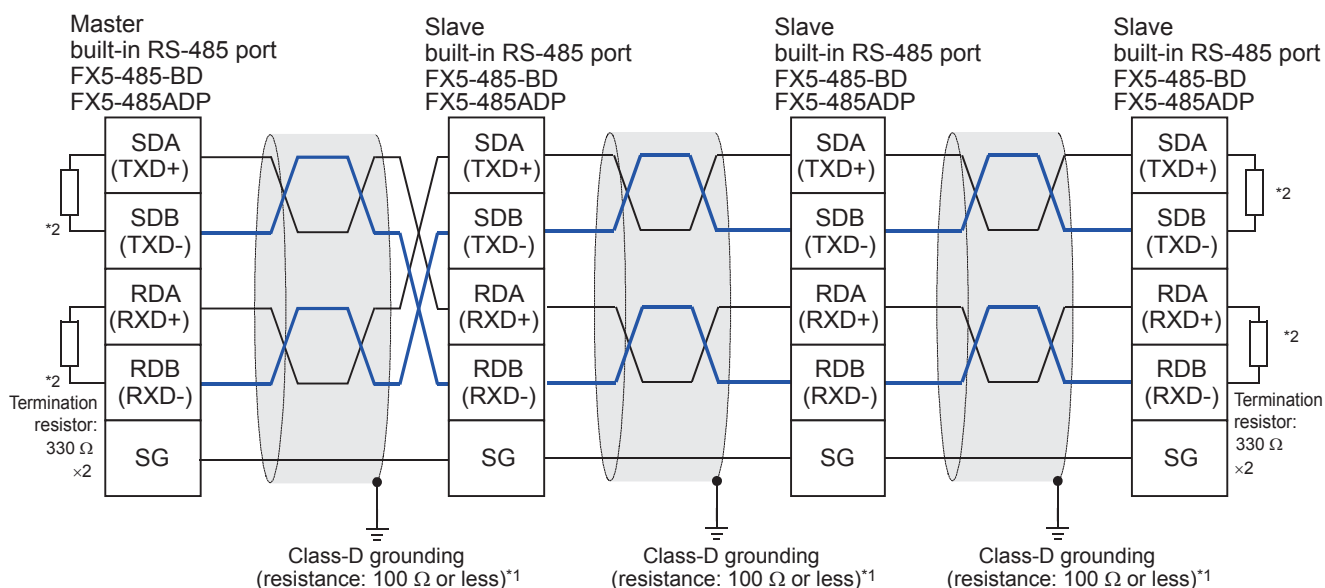 Master
built-in RS-485 port
FX5-485-BD
FX5-485ADP
Slave
built-in RS-485 port
FX5-485-BD
FX5-485ADP
Slave
built-in RS-485 port
FX5-485-BD
FX5-485ADP
Slave
built-in RS-485 port
FX5-485-BD
FX5-485ADP
*2
*2
Termination
resistor:
330 Ω
×2
SDA
(TXD+)
SDB
(TXD-)
RDA
(RXD+)
RDB
(RXD-)
SG
SDA
(TXD+)
SDB
(TXD-)
RDA
(RXD+)
RDB
(RXD-)
SG
SDA
(TXD+)
SDB
(TXD-)
RDA
(RXD+)
RDB
(RXD-)
SG
SDA
(TXD+)
SDB
(TXD-)
RDA
(RXD+)
RDB
(RXD-)
SG
*2
*2
Termination
resistor:
330 Ω
×2
Class-D grounding
(resistance: 100 Ω or less)*1
Class-D grounding
(resistance: 100 Ω or less)*1
Class-D grounding
(resistance: 100 Ω or less)*1